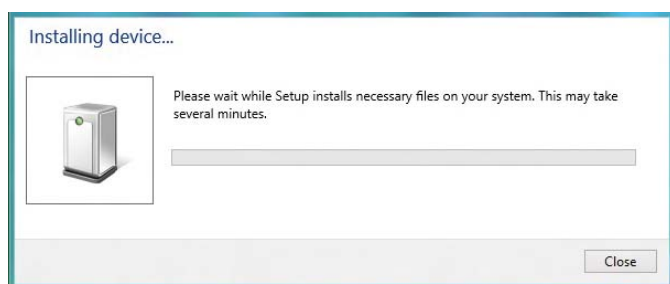 Installing device...
Please wait while Setup installs necessary files on your system. This may take
several minutes.
Close